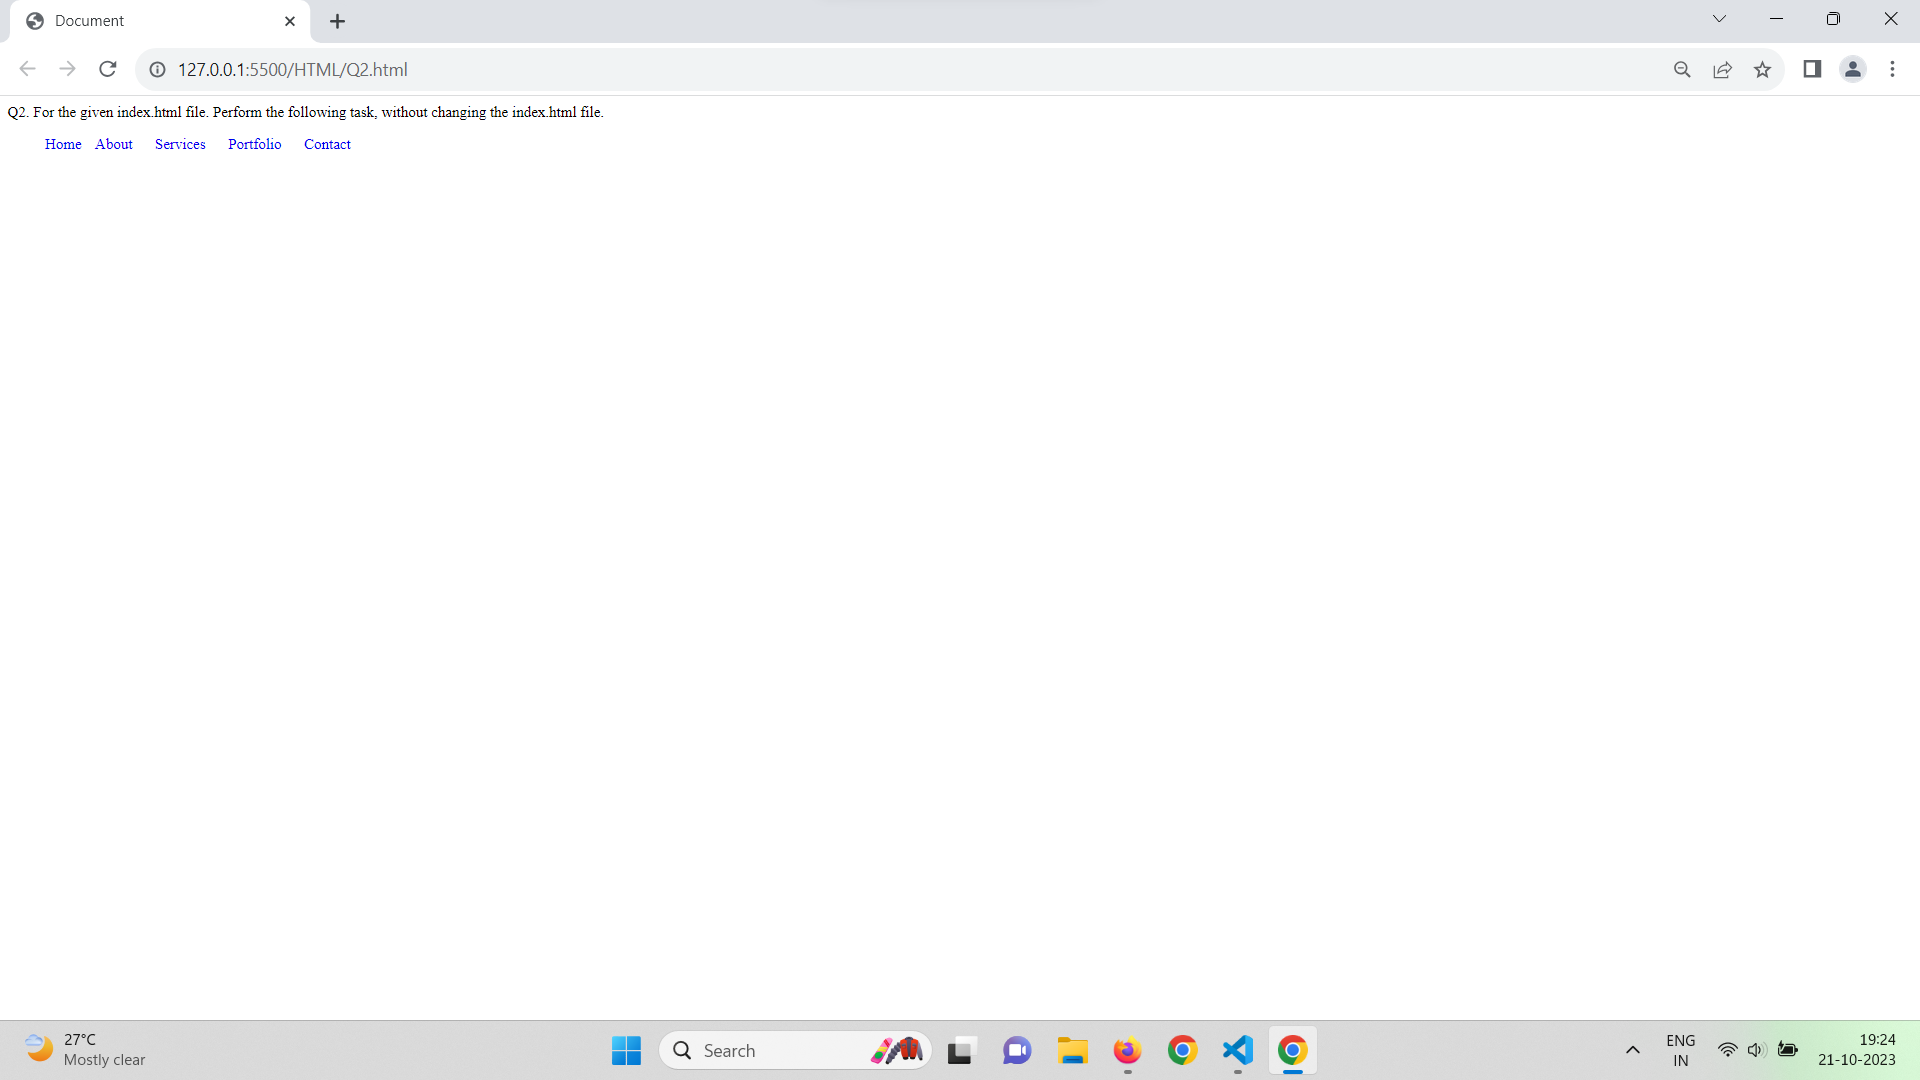 Document
127.0.0.1:5500/HTML/Q2.html
Q2. For the given index.html file. Perform the following task, without changing the index.html file.
Home About Services Portfolio Contact
27°C
Mostly clear
Search
ENG
IN
19:24
21-10-2023